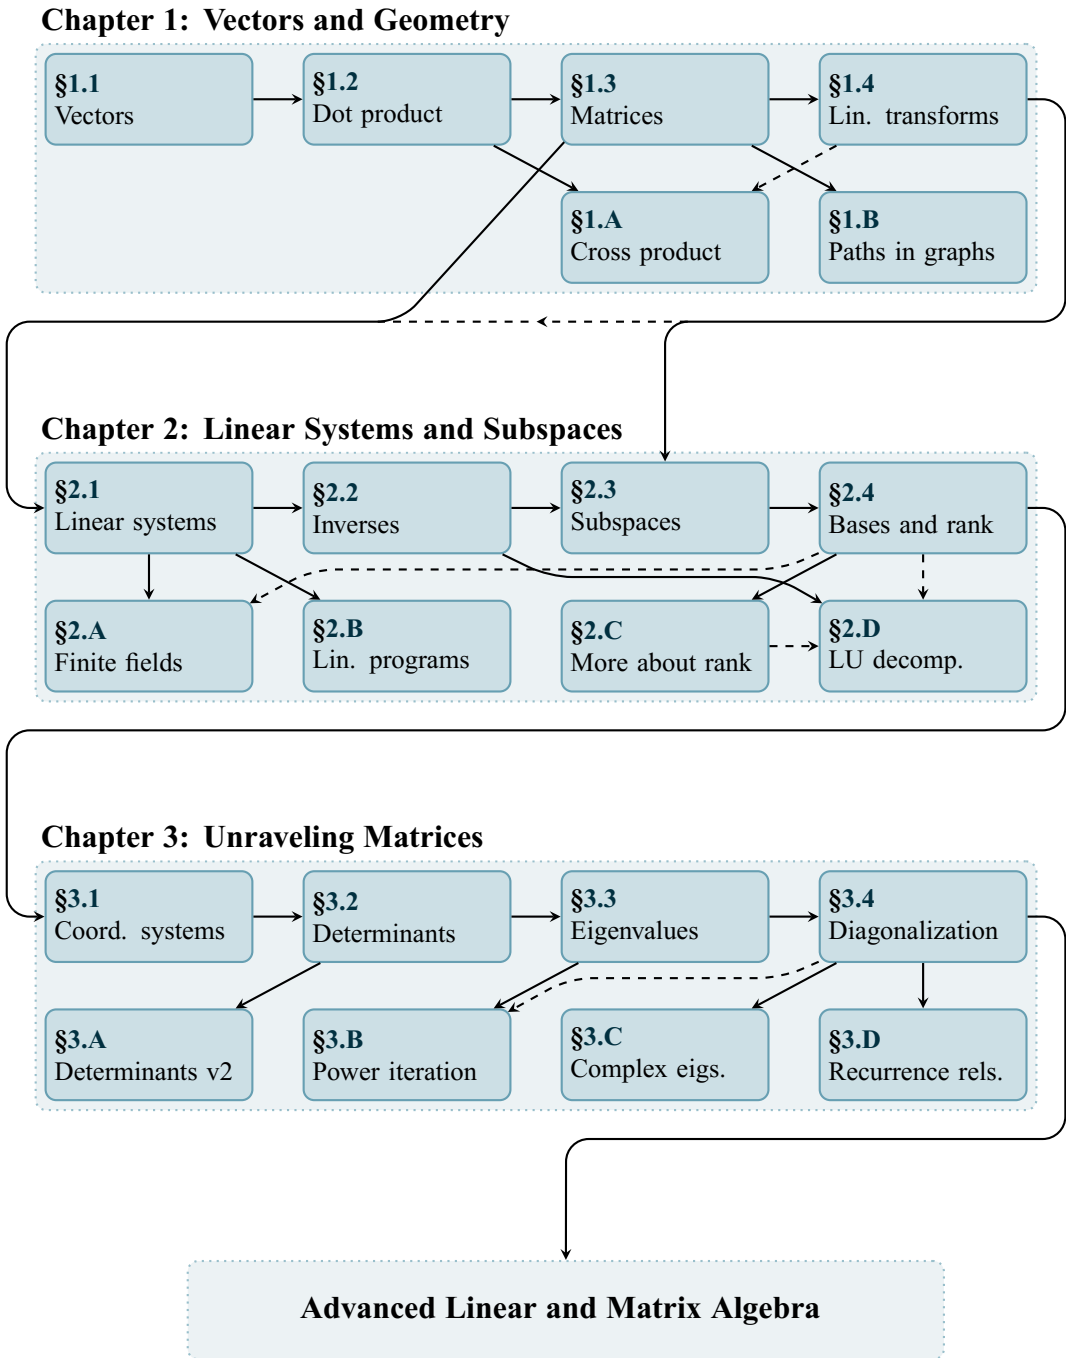 Chapter 1: Vectors and Geometry
§1.1
Vectors
§1.2
Dot product
§1.3
Matrices
§1.4
Lin. transforms
§1.A
Cross product
§1.B
Paths in graphs
Chapter 2: Linear Systems and Subspaces
§2.1
Linear systems
§2.2
Inverses
§2.3
Subspaces
§2.4
Bases and rank
§2.A
Finite fields
§2.B
Lin. programs
§2.C
More about rank
§2.D
LU decomp.
Chapter 3: Unraveling Matrices
§3.1
Coord. systems
§3.2
Determinants
§3.3
Eigenvalues
§3.4
Diagonalization
§3.A
Determinants v2
§3.B
Power iteration
§3.C
Complex eigs.
§3.D
Recurrence rels.
Advanced Linear and Matrix Algebra